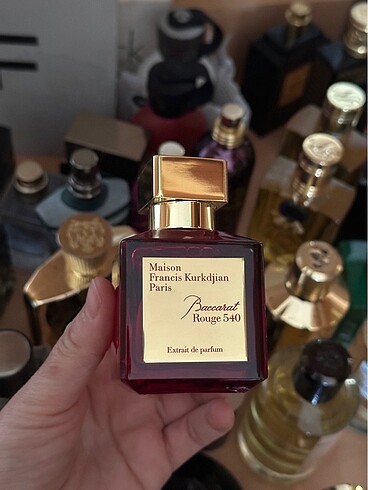 Maison
Francis Kurkdjian
Paris
Baccarat
Rouge 540
Extrait de parfum